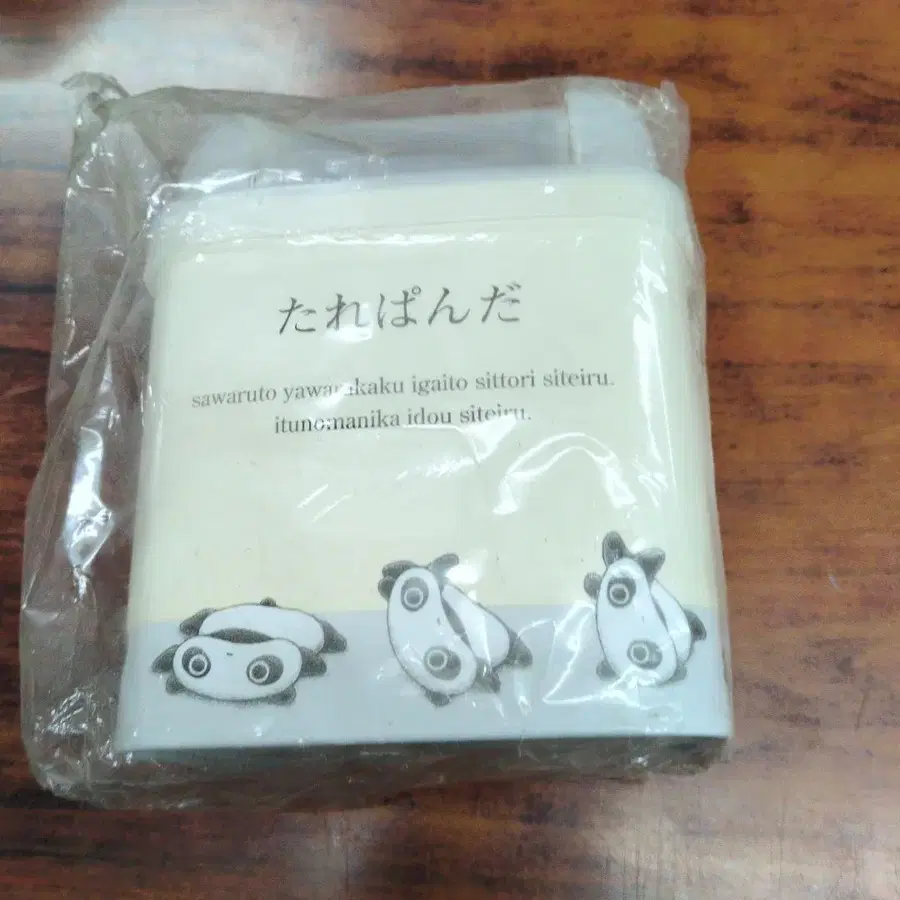 たれぱんだ
sawaruto yawarakaku igaito sittori siteiru.
itunomanika idou siteiru.